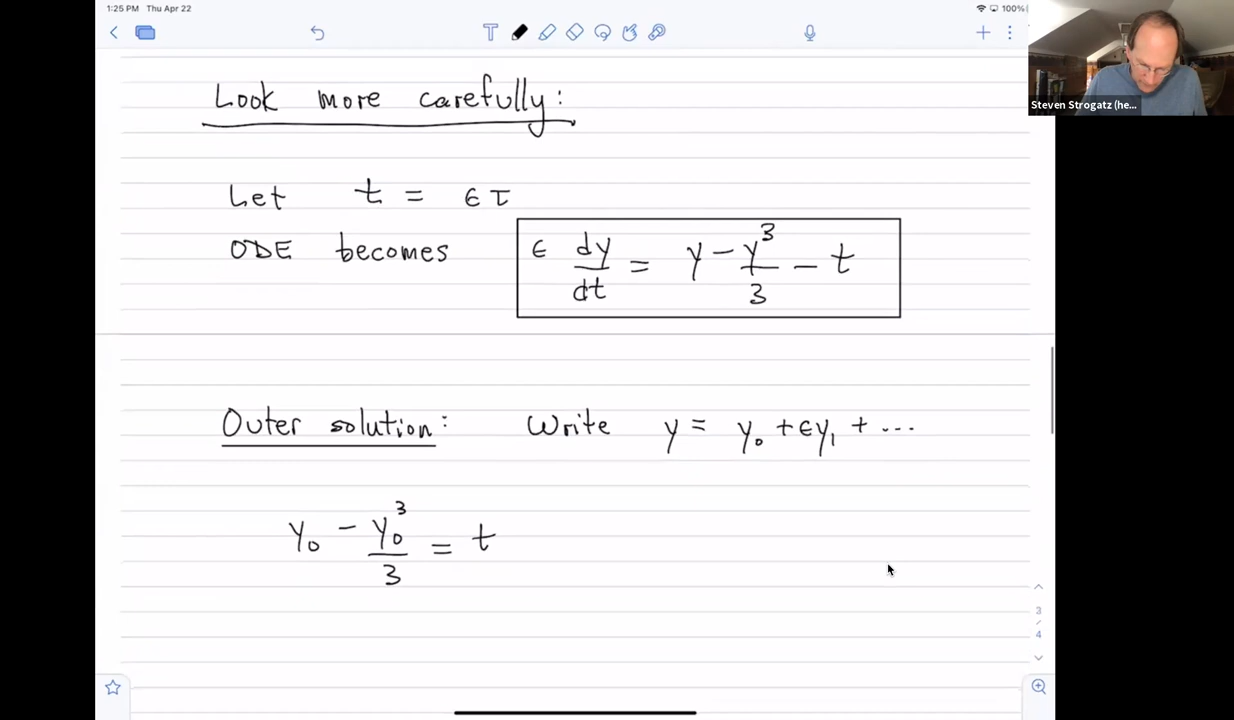 1:25 PM Thu Apr 22
100%
Steven Strogatz (he...
Look more carefully:
Let t = ϵτ
ODE becomes ϵ dy/dt = y - y³/3 - t
Outer solution: Write y = y₀ + ϵy₁ + ...
y₀ - y₀³/3 = t
3
/
4